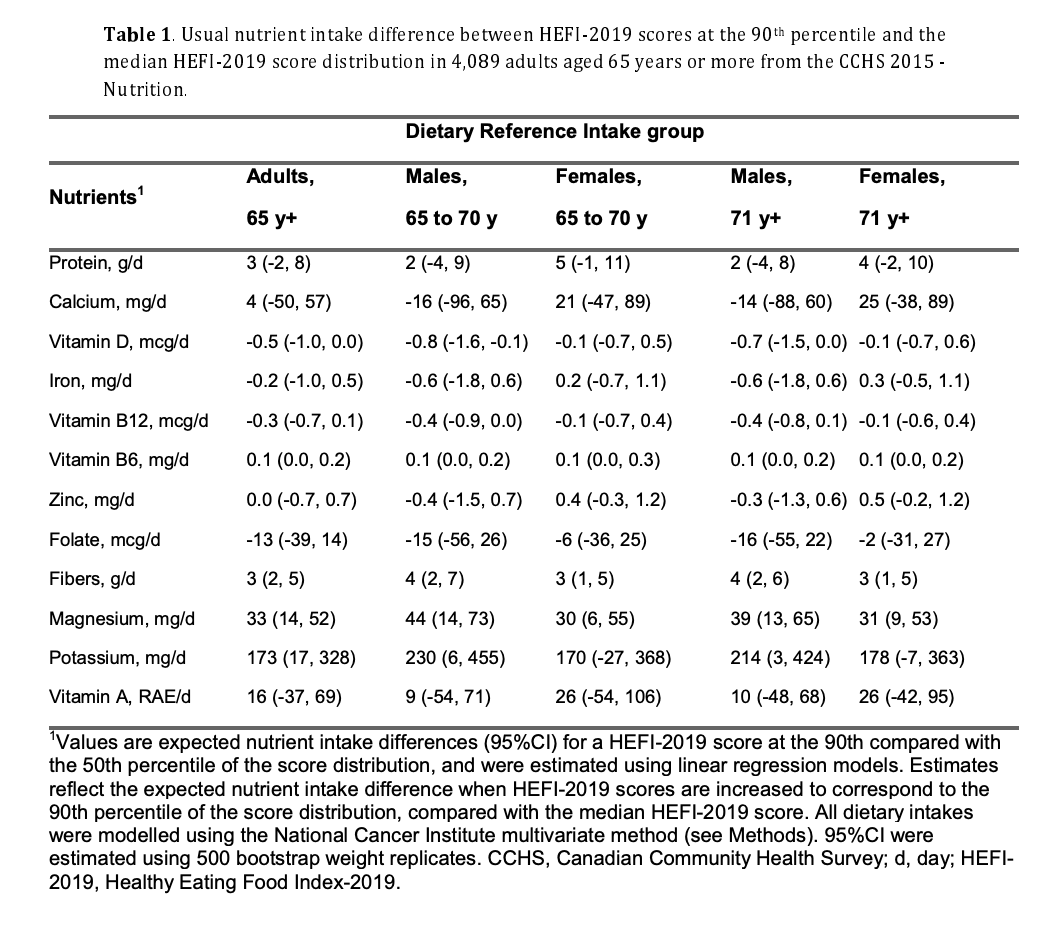 Table 1. Usual nutrient intake difference between HEFI-2019 scores at the 90th percentile and the
median HEFI-2019 score distribution in 4,089 adults aged 65 years or more from the CCHS 2015 -
Nutrition.
Dietary Reference Intake group
Nutrients1 Adults, 65 y+ Males, 65 to 70 y Females, 65 to 70 y Males, 71 y+ Females, 71 y+
Protein, g/d 3 (-2, 8) 2 (-4, 9) 5 (-1, 11) 2 (-4, 8) 4 (-2, 10)
Calcium, mg/d 4 (-50, 57) -16 (-96, 65) 21 (-47, 89) -14 (-88, 60) 25 (-38, 89)
Vitamin D, mcg/d -0.5 (-1.0, 0.0) -0.8 (-1.6, -0.1) -0.1 (-0.7, 0.5) -0.7 (-1.5, 0.0) -0.1 (-0.7, 0.6)
Iron, mg/d -0.2 (-1.0, 0.5) -0.6 (-1.8, 0.6) 0.2 (-0.7, 1.1) -0.6 (-1.8, 0.6) 0.3 (-0.5, 1.1)
Vitamin B12, mcg/d -0.3 (-0.7, 0.1) -0.4 (-0.9, 0.0) -0.1 (-0.7, 0.4) -0.4 (-0.8, 0.1) -0.1 (-0.6, 0.4)
Vitamin B6, mg/d 0.1 (0.0, 0.2) 0.1 (0.0, 0.2) 0.1 (0.0, 0.3) 0.1 (0.0, 0.2) 0.1 (0.0, 0.2)
Zinc, mg/d 0.0 (-0.7, 0.7) -0.4 (-1.5, 0.7) 0.4 (-0.3, 1.2) -0.3 (-1.3, 0.6) 0.5 (-0.2, 1.2)
Folate, mcg/d -13 (-39, 14) -15 (-56, 26) -6 (-36, 25) -16 (-55, 22) -2 (-31, 27)
Fibers, g/d 3 (2, 5) 4 (2, 7) 3 (1, 5) 4 (2, 6) 3 (1, 5)
Magnesium, mg/d 33 (14, 52) 44 (14, 73) 30 (6, 55) 39 (13, 65) 31 (9, 53)
Potassium, mg/d 173 (17, 328) 230 (6, 455) 170 (-27, 368) 214 (3, 424) 178 (-7, 363)
Vitamin A, RAE/d 16 (-37, 69) 9 (-54, 71) 26 (-54, 106) 10 (-48, 68) 26 (-42, 95)
1Values are expected nutrient intake differences (95%CI) for a HEFI-2019 score at the 90th compared with
the 50th percentile of the score distribution, and were estimated using linear regression models. Estimates
reflect the expected nutrient intake difference when HEFI-2019 scores are increased to correspond to the
90th percentile of the score distribution, compared with the median HEFI-2019 score. All dietary intakes
were modelled using the National Cancer Institute multivariate method (see Methods). 95%CI were
estimated using 500 bootstrap weight replicates. CCHS, Canadian Community Health Survey; d, day; HEFI-
2019, Healthy Eating Food Index-2019.